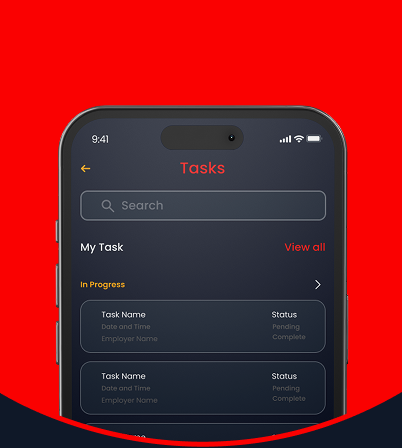 9:41
Tasks
Search
My Task View all
In Progress
Task Name Status
Date and Time Pending
Employer Name Complete
Task Name Status
Date and Time Pending
Employer Name Complete